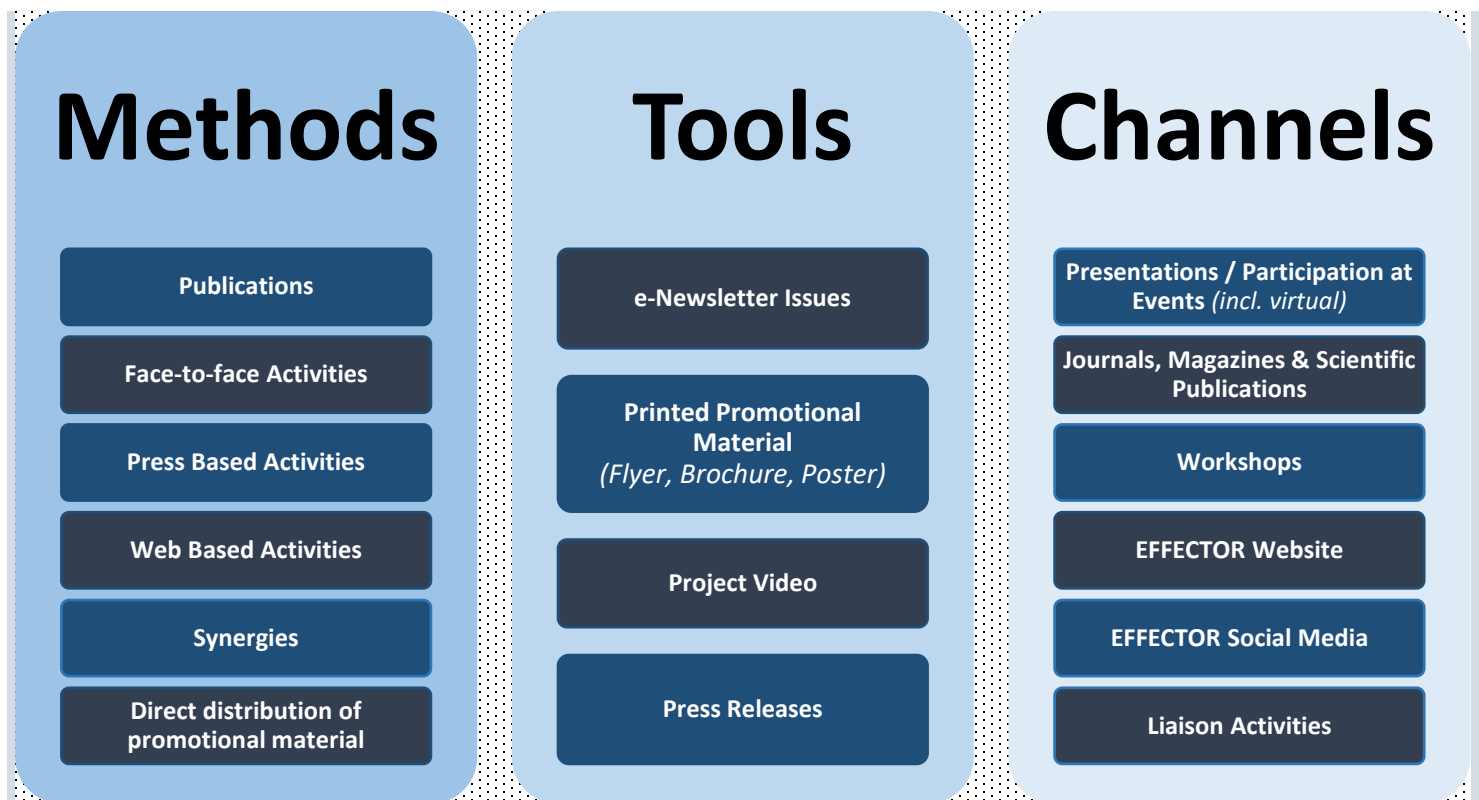 Methods
Publications
Face-to-face Activities
Press Based Activities
Web Based Activities
Synergies
Direct distribution of
promotional material
Tools
e-Newsletter Issues
Printed Promotional
Material
(Flyer, Brochure, Poster)
Project Video
Press Releases
Channels
Presentations / Participation at
Events (incl. virtual)
Journals, Magazines & Scientific
Publications
Workshops
EFFECTOR Website
EFFECTOR Social Media
Liaison Activities